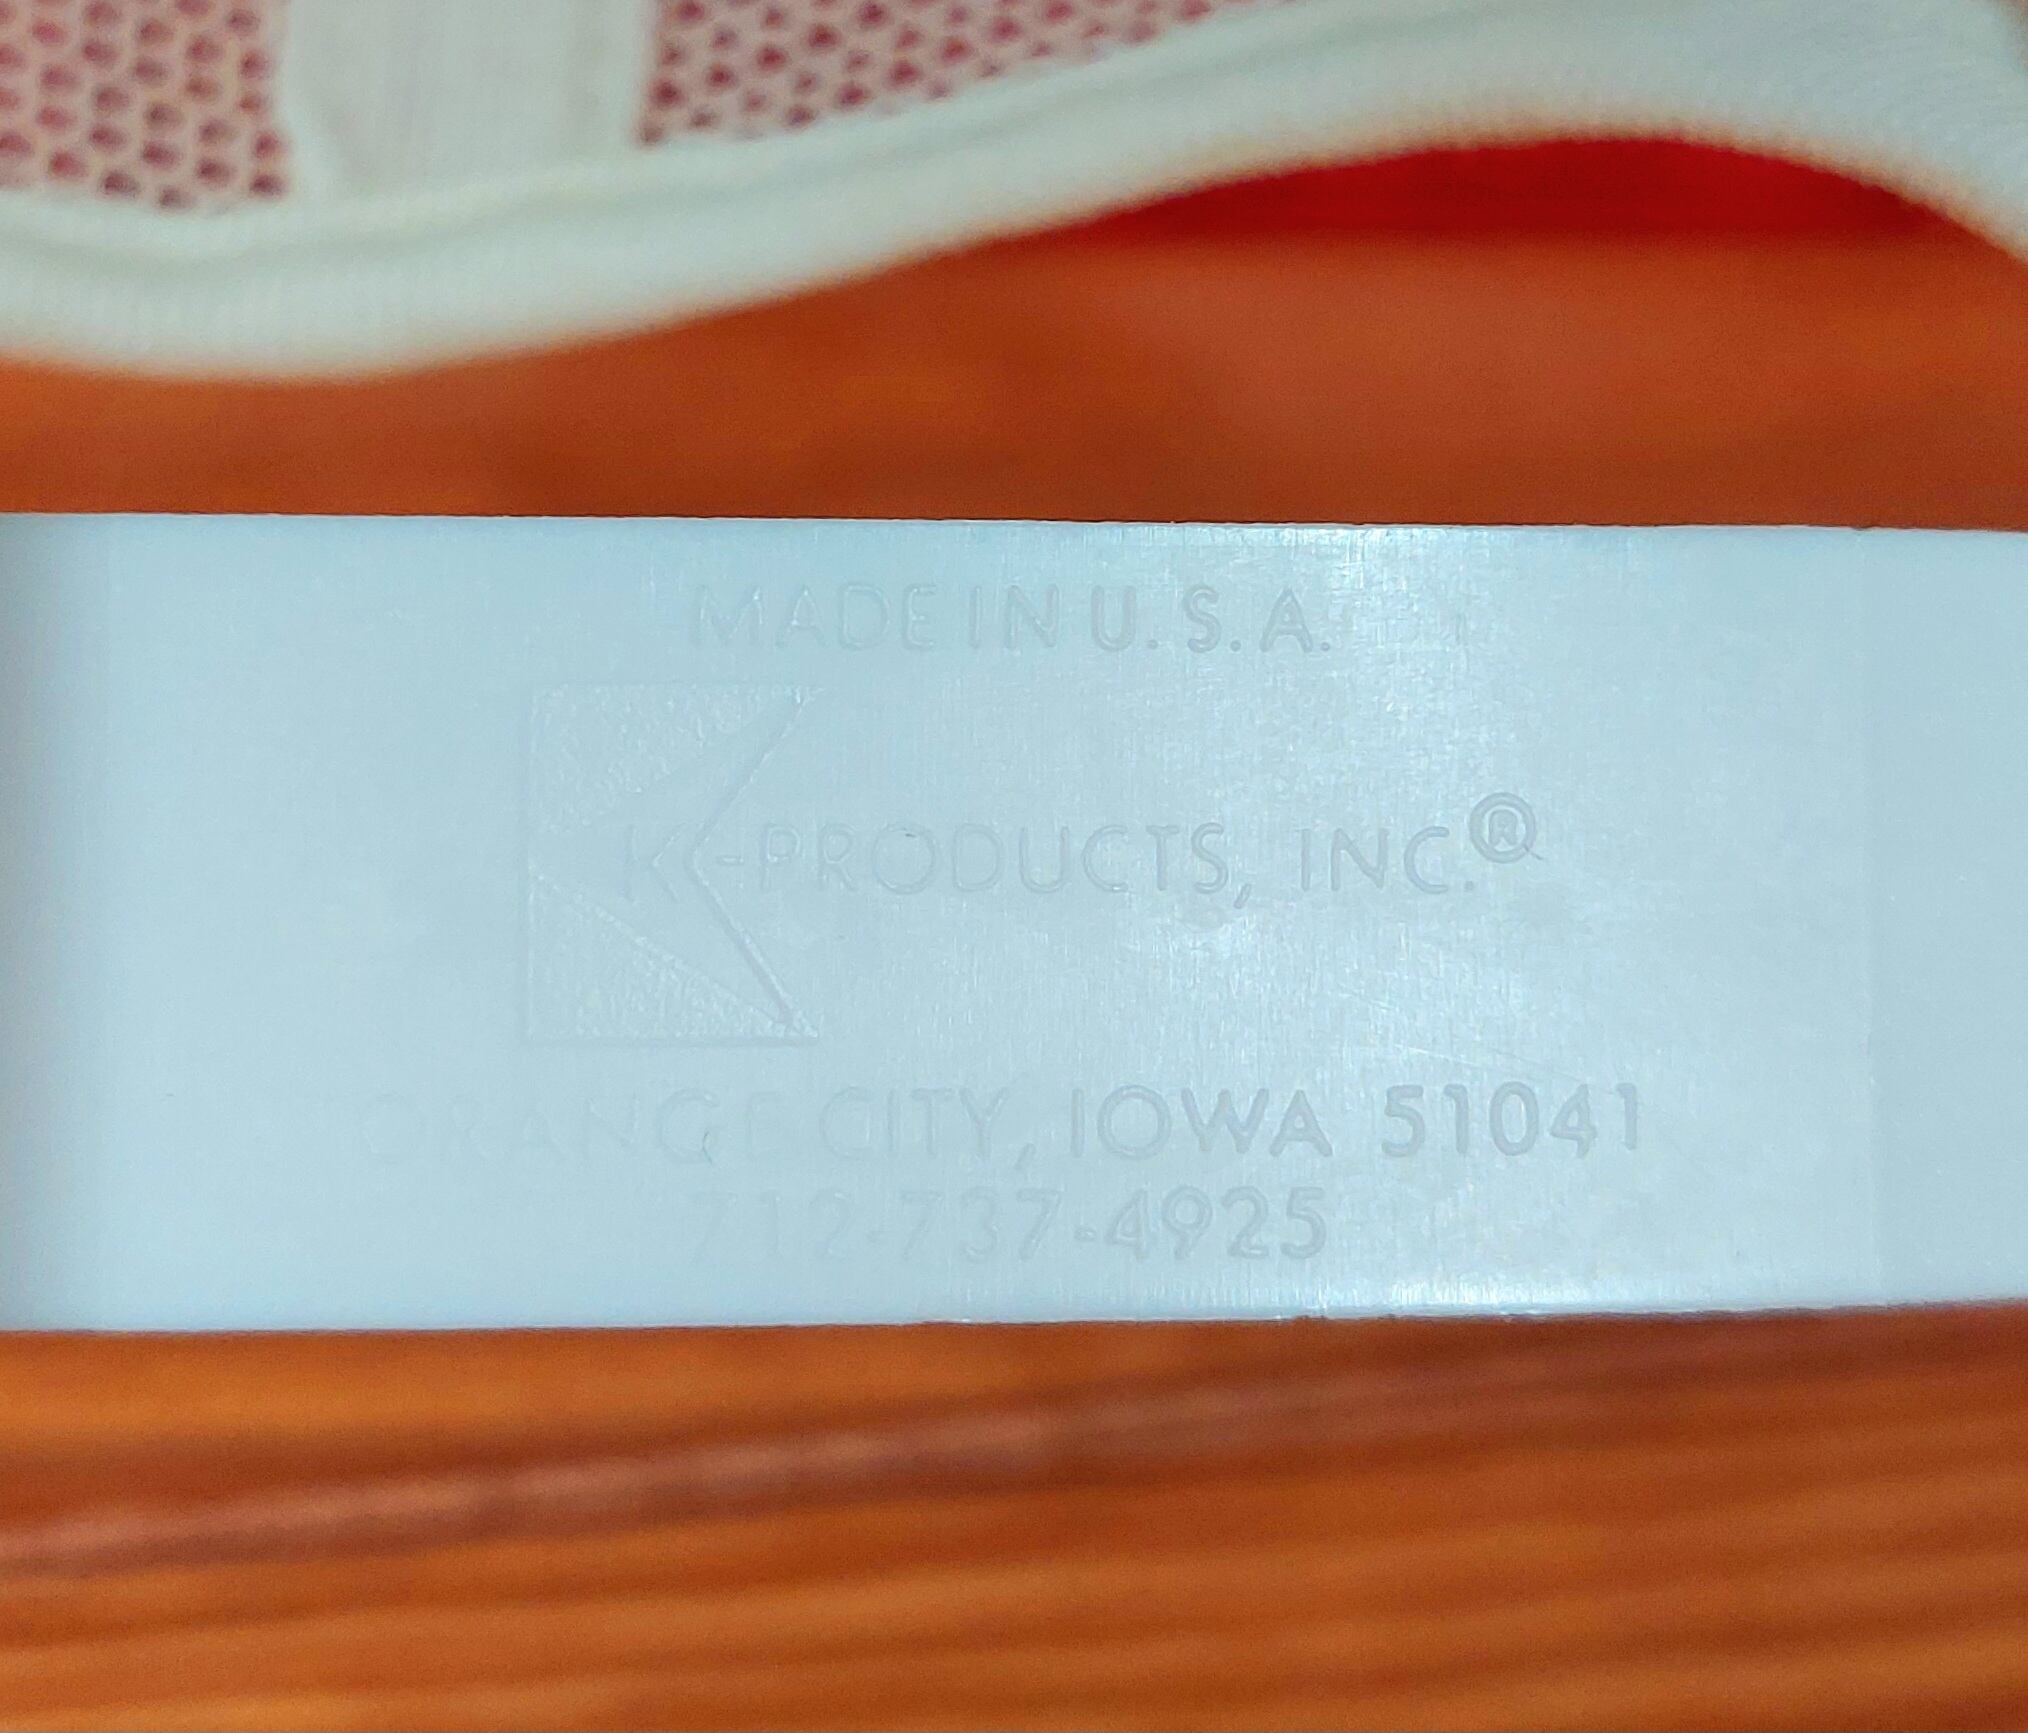 MADE IN U.S.A.
K-PRODUCTS, INC.®
ORANGE CITY, IOWA 51041
712-737-4925